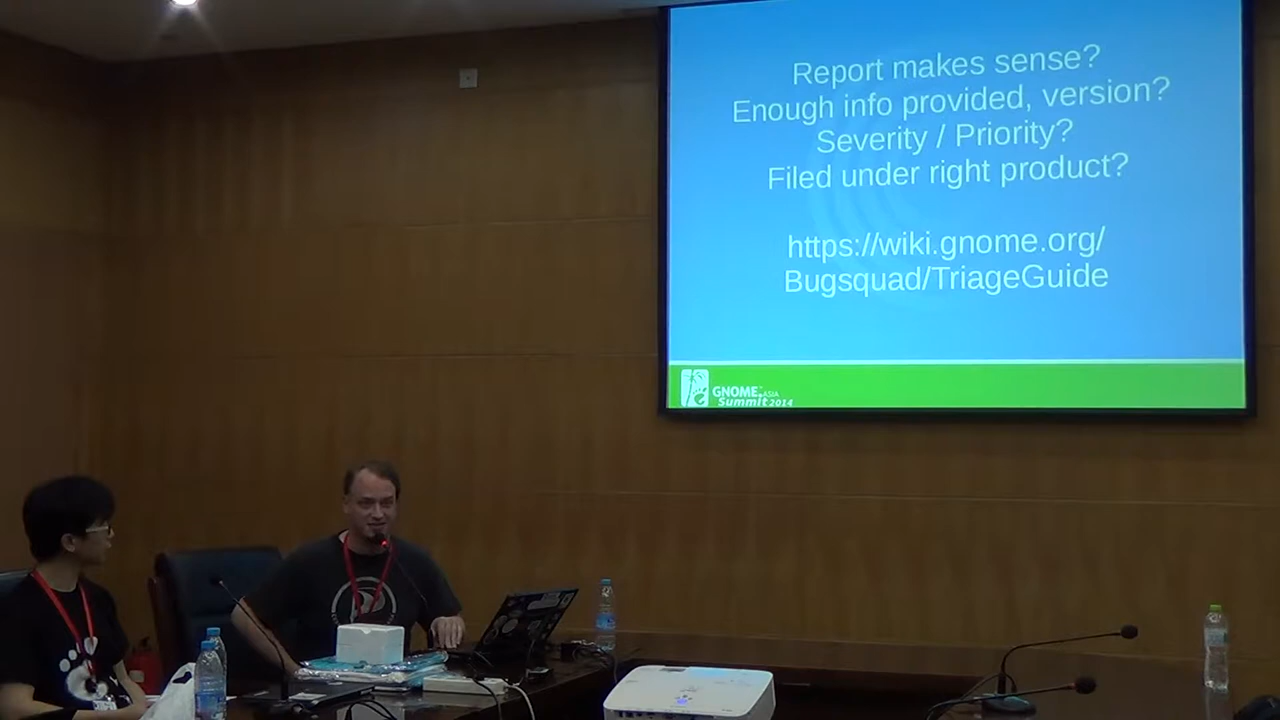 Report makes sense?
Enough info provided, version?
Severity / Priority?
Filed under right product?
https://wiki.gnome.org/
Bugsquad/TriageGuide
GNOME™ ASIA
Summit 2014